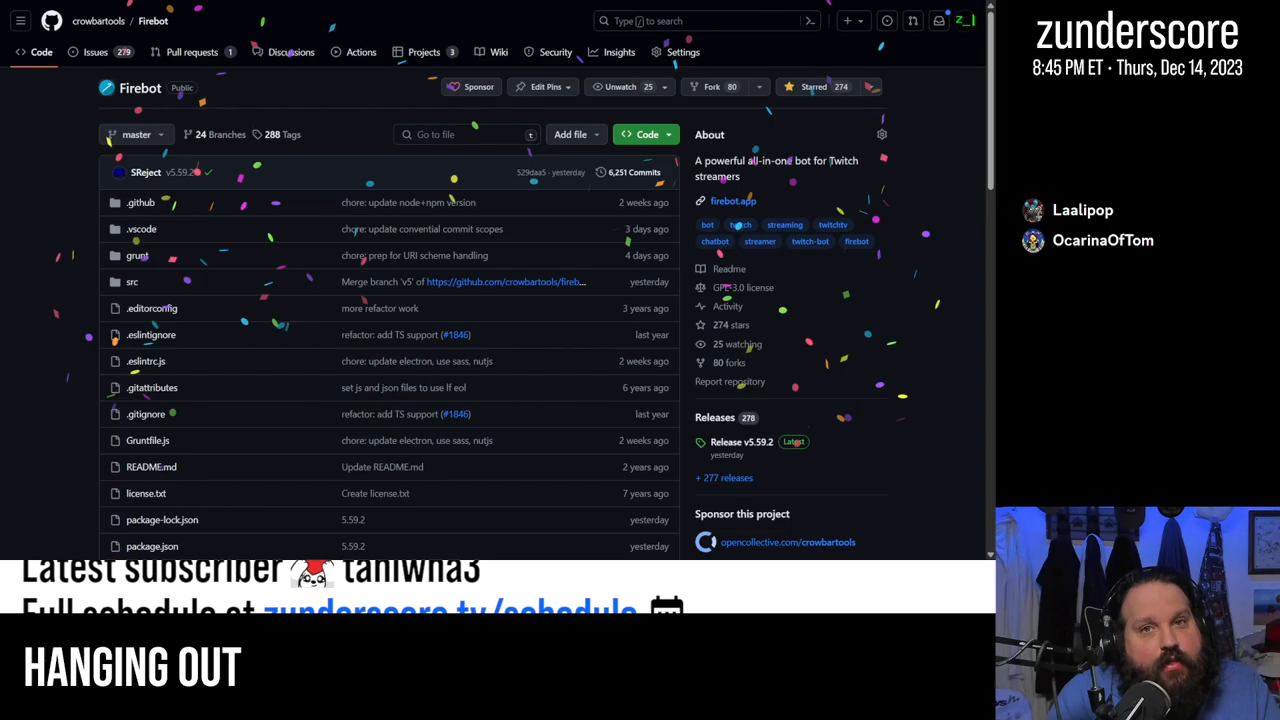 crowbartools / Firebot
Type / to search
zunderscore
8:45 PM ET · Thurs, Dec 14, 2023
Code
Issues 279
Pull requests 1
Discussions
Actions
Projects 3
Wiki
Security
Insights
Settings
Firebot Public
Sponsor
Edit Pins
Unwatch 25
Fork 80
Starred 274
master
24 Branches
288 Tags
Go to file t
Add file
Code
SReject v5.59.2
529daa5 · yesterday
6,251 Commits
.github chore: update node+npm version 2 weeks ago
.vscode chore: update convential commit scopes 3 days ago
grunt chore: prep for URI scheme handling 4 days ago
src Merge branch 'v5' of https://github.com/crowbartools/fireb... yesterday
.editorconfig more refactor work 3 years ago
.eslintignore refactor: add TS support (#1846) last year
.eslintrc.js chore: update electron, use sass, nutjs 2 weeks ago
.gitattributes set js and json files to use lf eol 6 years ago
.gitignore refactor: add TS support (#1846) last year
Gruntfile.js chore: update electron, use sass, nutjs 2 weeks ago
README.md Update README.md 2 years ago
license.txt Create license.txt 7 years ago
package-lock.json 5.59.2 yesterday
package.json 5.59.2 yesterday
About
A powerful all-in-one bot for Twitch
streamers
firebot.app
bot twitch streaming twitchtv
chatbot streamer twitch-bot firebot
Readme
GPL-3.0 license
Activity
274 stars
25 watching
80 forks
Report repository
Releases 278
Release v5.59.2 Latest
yesterday
+ 277 releases
Sponsor this project
opencollective.com/crowbartools
Laalipop
OcarinaOfTom
Latest subscriber taniwha3
Full schedule at zunderscore.tv/schedule
HANGING OUT